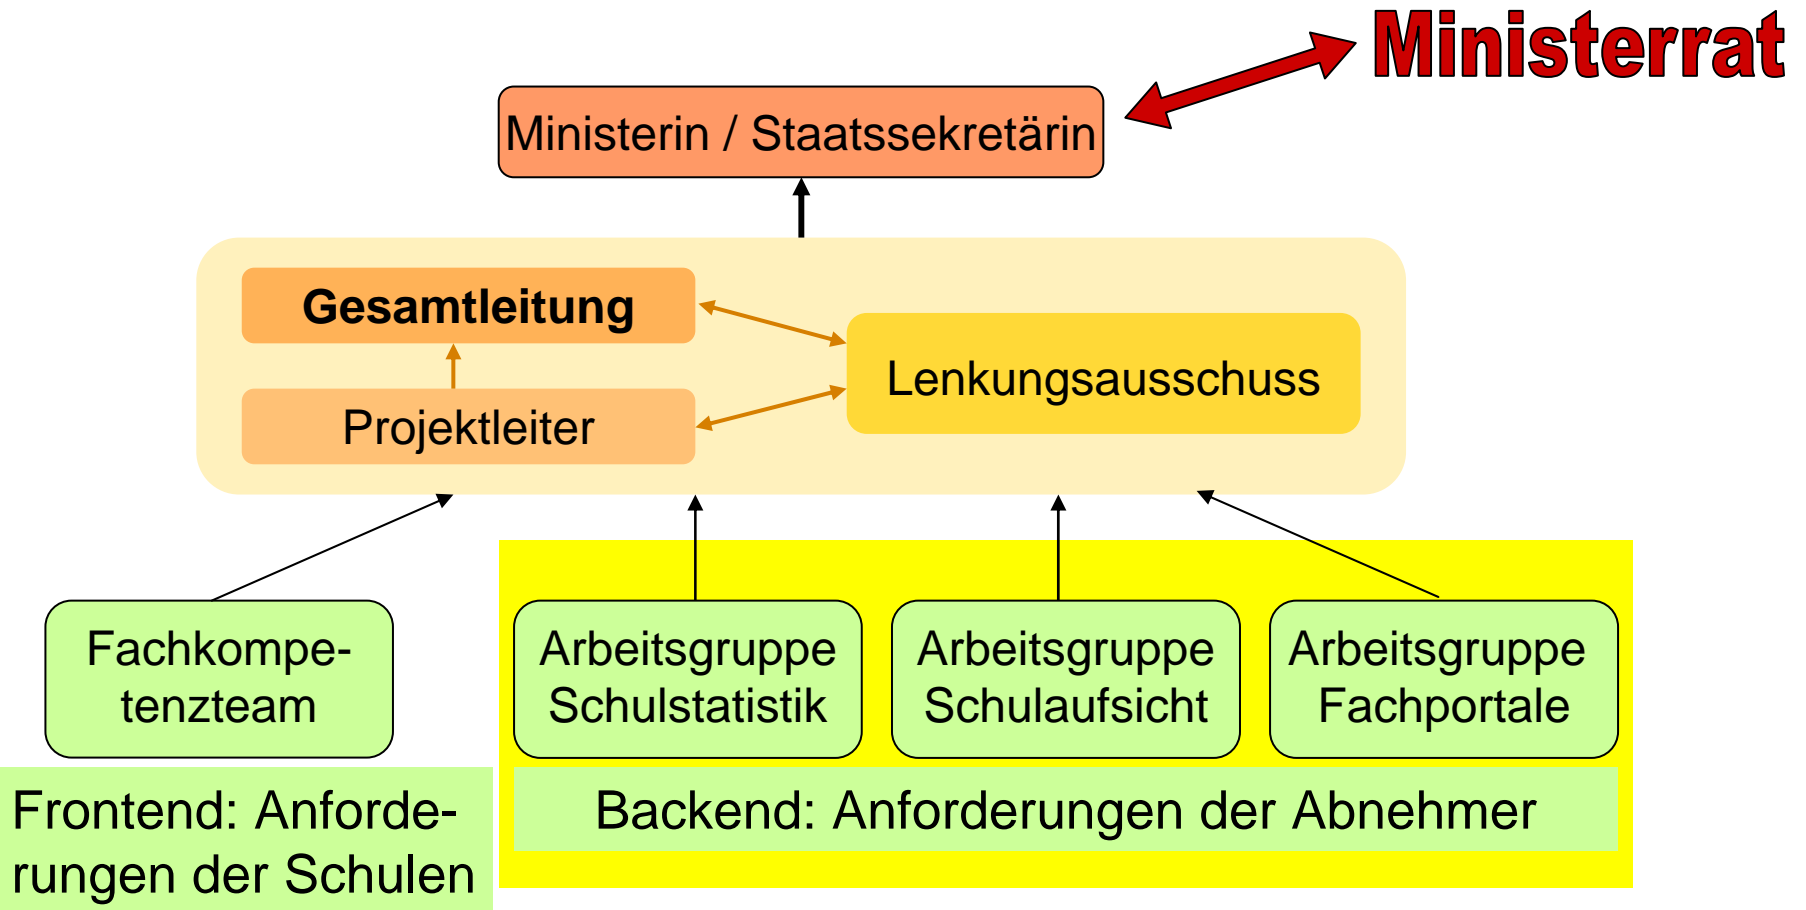 Ministerrat
Ministerin / Staatssekretärin
Gesamtleitung
Lenkungsausschuss
Projektleiter
Fachkompe-
tenzteam
Arbeitsgruppe
Schulstatistik
Arbeitsgruppe
Schulaufsicht
Arbeitsgruppe
Fachportale
Frontend: Anforde-
rungen der Schulen
Backend: Anforderungen der Abnehmer